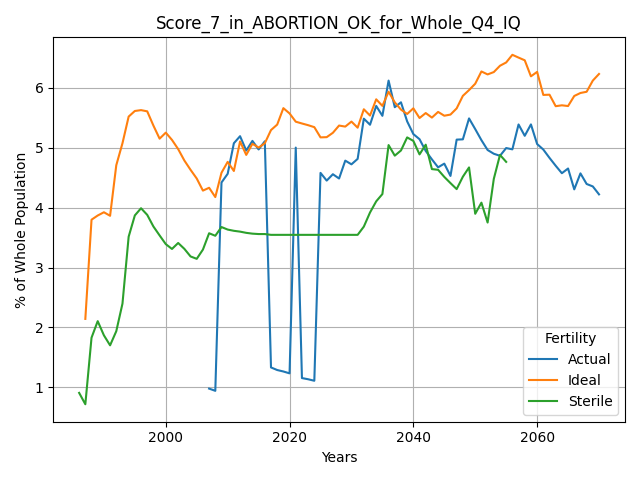 Score_7_in_ABORTION_OK_for_Whole_Q4_IQ
% of Whole Population
6
5
4
3
2
1
2000
2020
2040
2060
Years
Fertility
Actual
Ideal
Sterile